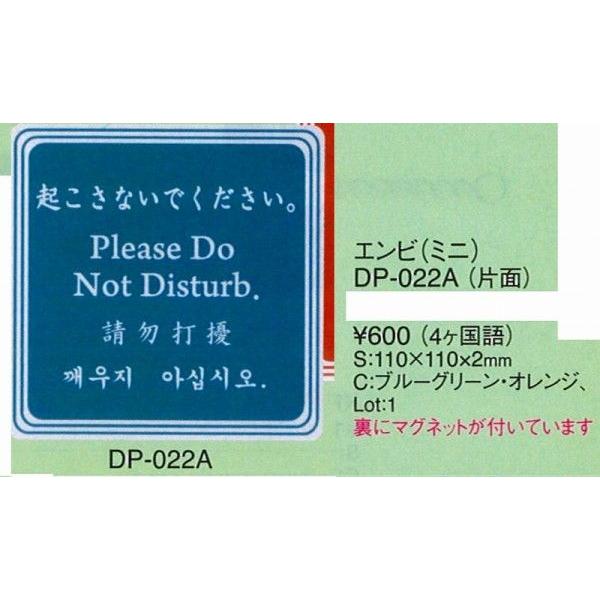 起こさないでください。
Please Do
Not Disturb.
請勿打擾
깨우지 아십시오.
DP-022A
エンビ(ミニ)
DP-022A (片面)
¥600 (4ヶ国語)
S:110×110×2mm
C:ブルーグリーン・オレンジ、
Lot:1
裏にマグネットが付いています